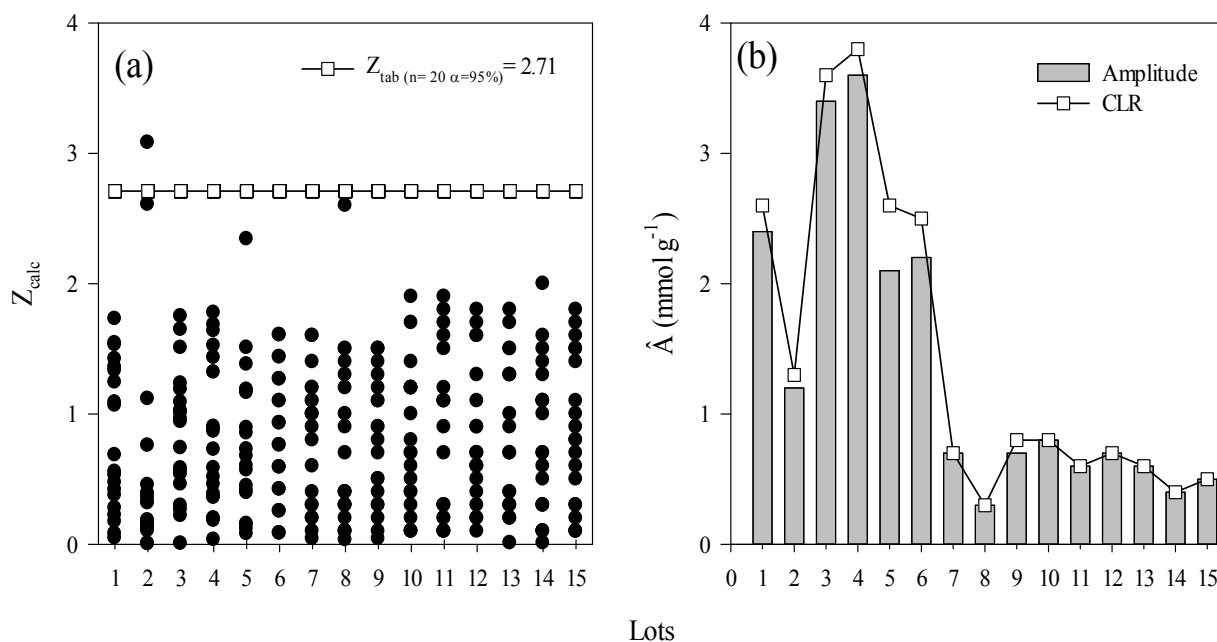 (a)
Z tab (n= 20 α=95%) = 2.71
Z calc
4
3
2
1
0
1 2 3 4 5 6 7 8 9 10 11 12 13 14 15
(b)
Amplitude
CLR
Â (mmol g⁻¹)
4
3
2
1
0
0 1 2 3 4 5 6 7 8 9 10 11 12 13 14 15
Lots